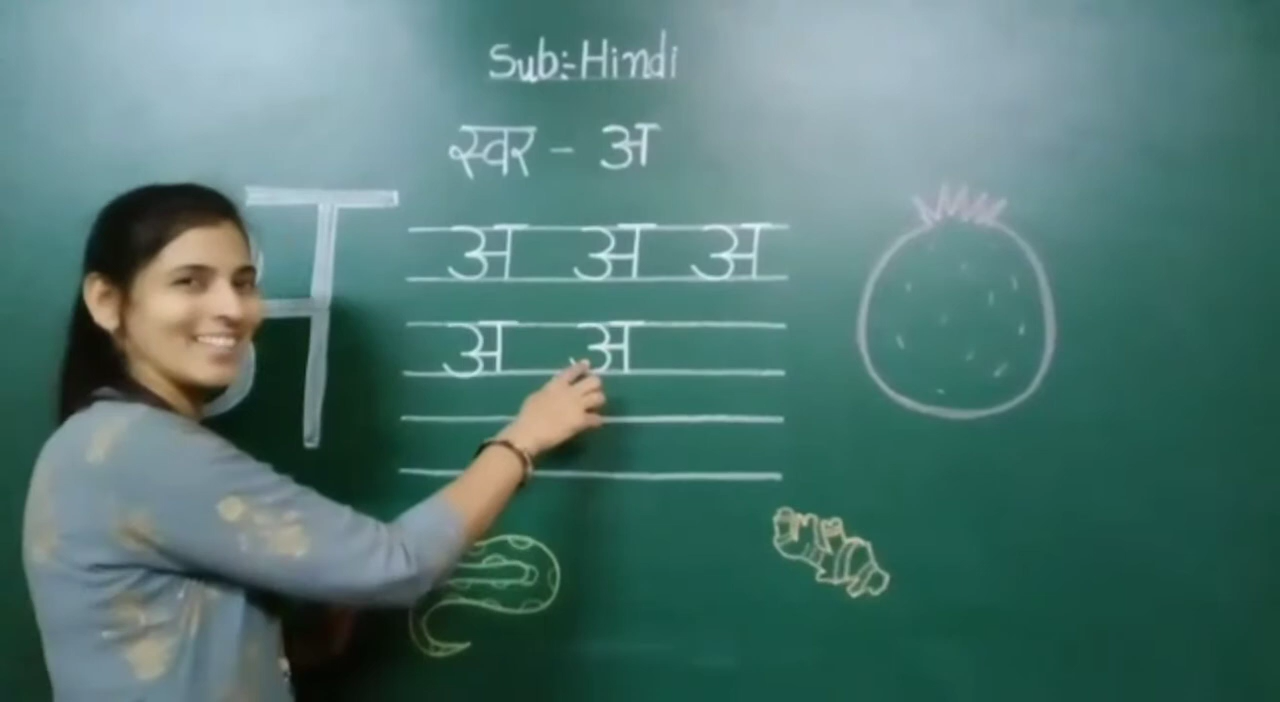 Sub:-Hindi
स्वर - अ
अ
अ अ अ
अ अ